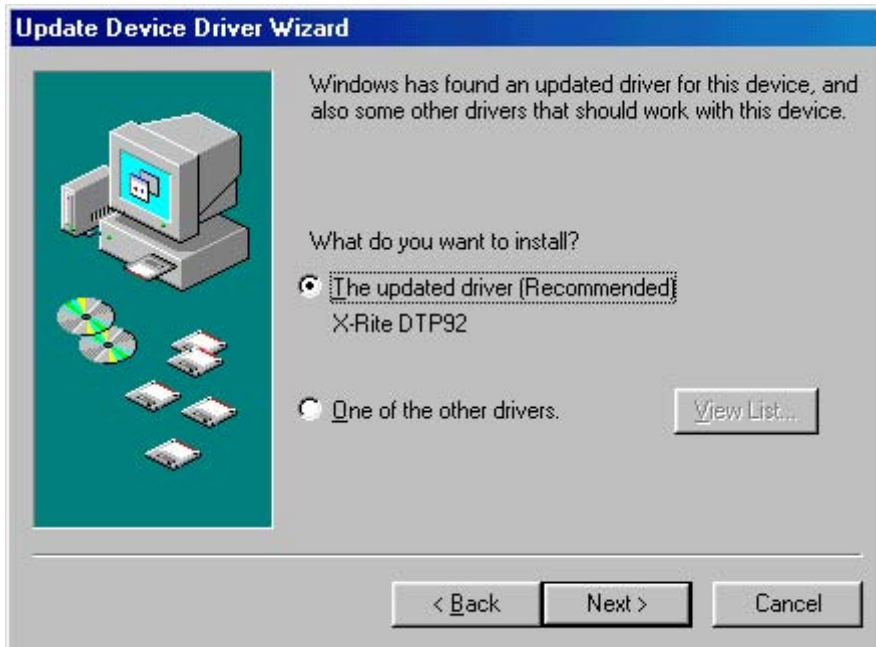 Update Device Driver Wizard
Windows has found an updated driver for this device, and
also some other drivers that should work with this device.
What do you want to install?
The updated driver (Recommended)
X-Rite DTP92
One of the other drivers.
View List...
< Back
Next >
Cancel